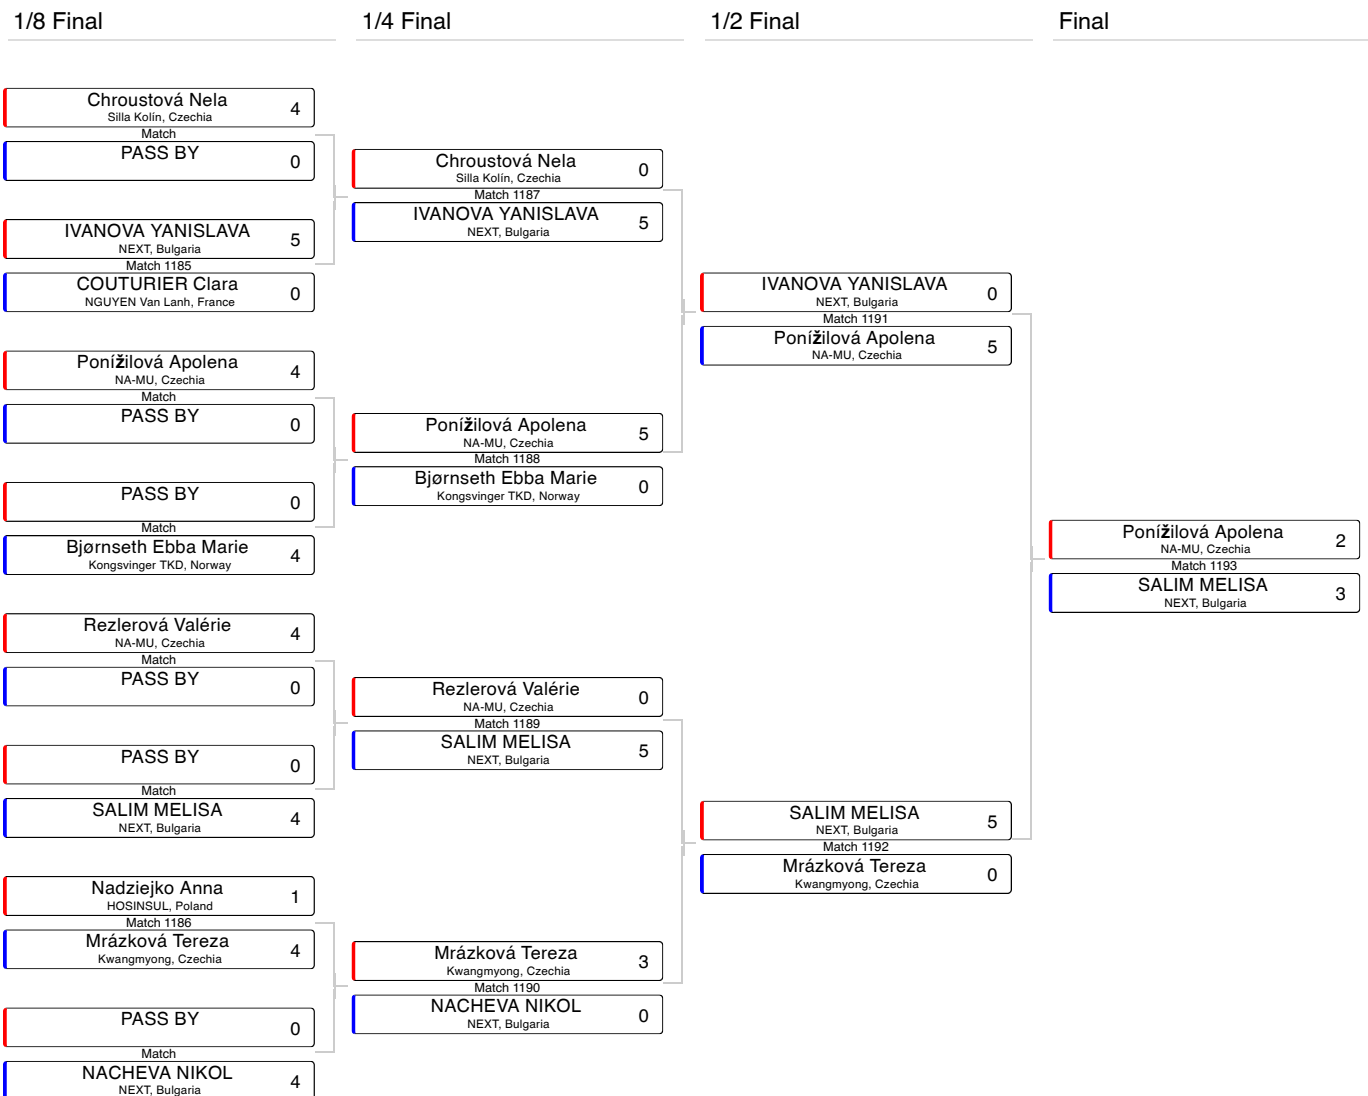 1/8 Final
1/4 Final
1/2 Final
Final
Chroustová Nela 4
Silla Kolín, Czechia
Match
PASS BY 0
IVANOVA YANISLAVA 5
NEXT, Bulgaria
Match 1185
COUTURIER Clara 0
NGUYEN Van Lanh, France
Ponížilová Apolena 4
NA-MU, Czechia
Match
PASS BY 0
PASS BY 0
Match
Bjørnseth Ebba Marie 4
Kongsvinger TKD, Norway
Rezlerová Valérie 4
NA-MU, Czechia
Match
PASS BY 0
PASS BY 0
Match
SALIM MELISA 4
NEXT, Bulgaria
Nadziejko Anna 1
HOSINSUL, Poland
Match 1186
Mrázková Tereza 4
Kwangmyong, Czechia
PASS BY 0
Match
NACHEVA NIKOL 4
NEXT, Bulgaria
Chroustová Nela 0
Silla Kolín, Czechia
Match 1187
IVANOVA YANISLAVA 5
NEXT, Bulgaria
Ponížilová Apolena 5
NA-MU, Czechia
Match 1188
Bjørnseth Ebba Marie 0
Kongsvinger TKD, Norway
Rezlerová Valérie 0
NA-MU, Czechia
Match 1189
SALIM MELISA 5
NEXT, Bulgaria
Mrázková Tereza 3
Kwangmyong, Czechia
Match 1190
NACHEVA NIKOL 0
NEXT, Bulgaria
IVANOVA YANISLAVA 0
NEXT, Bulgaria
Match 1191
Ponížilová Apolena 5
NA-MU, Czechia
SALIM MELISA 5
NEXT, Bulgaria
Match 1192
Mrázková Tereza 0
Kwangmyong, Czechia
Ponížilová Apolena 2
NA-MU, Czechia
Match 1193
SALIM MELISA 3
NEXT, Bulgaria